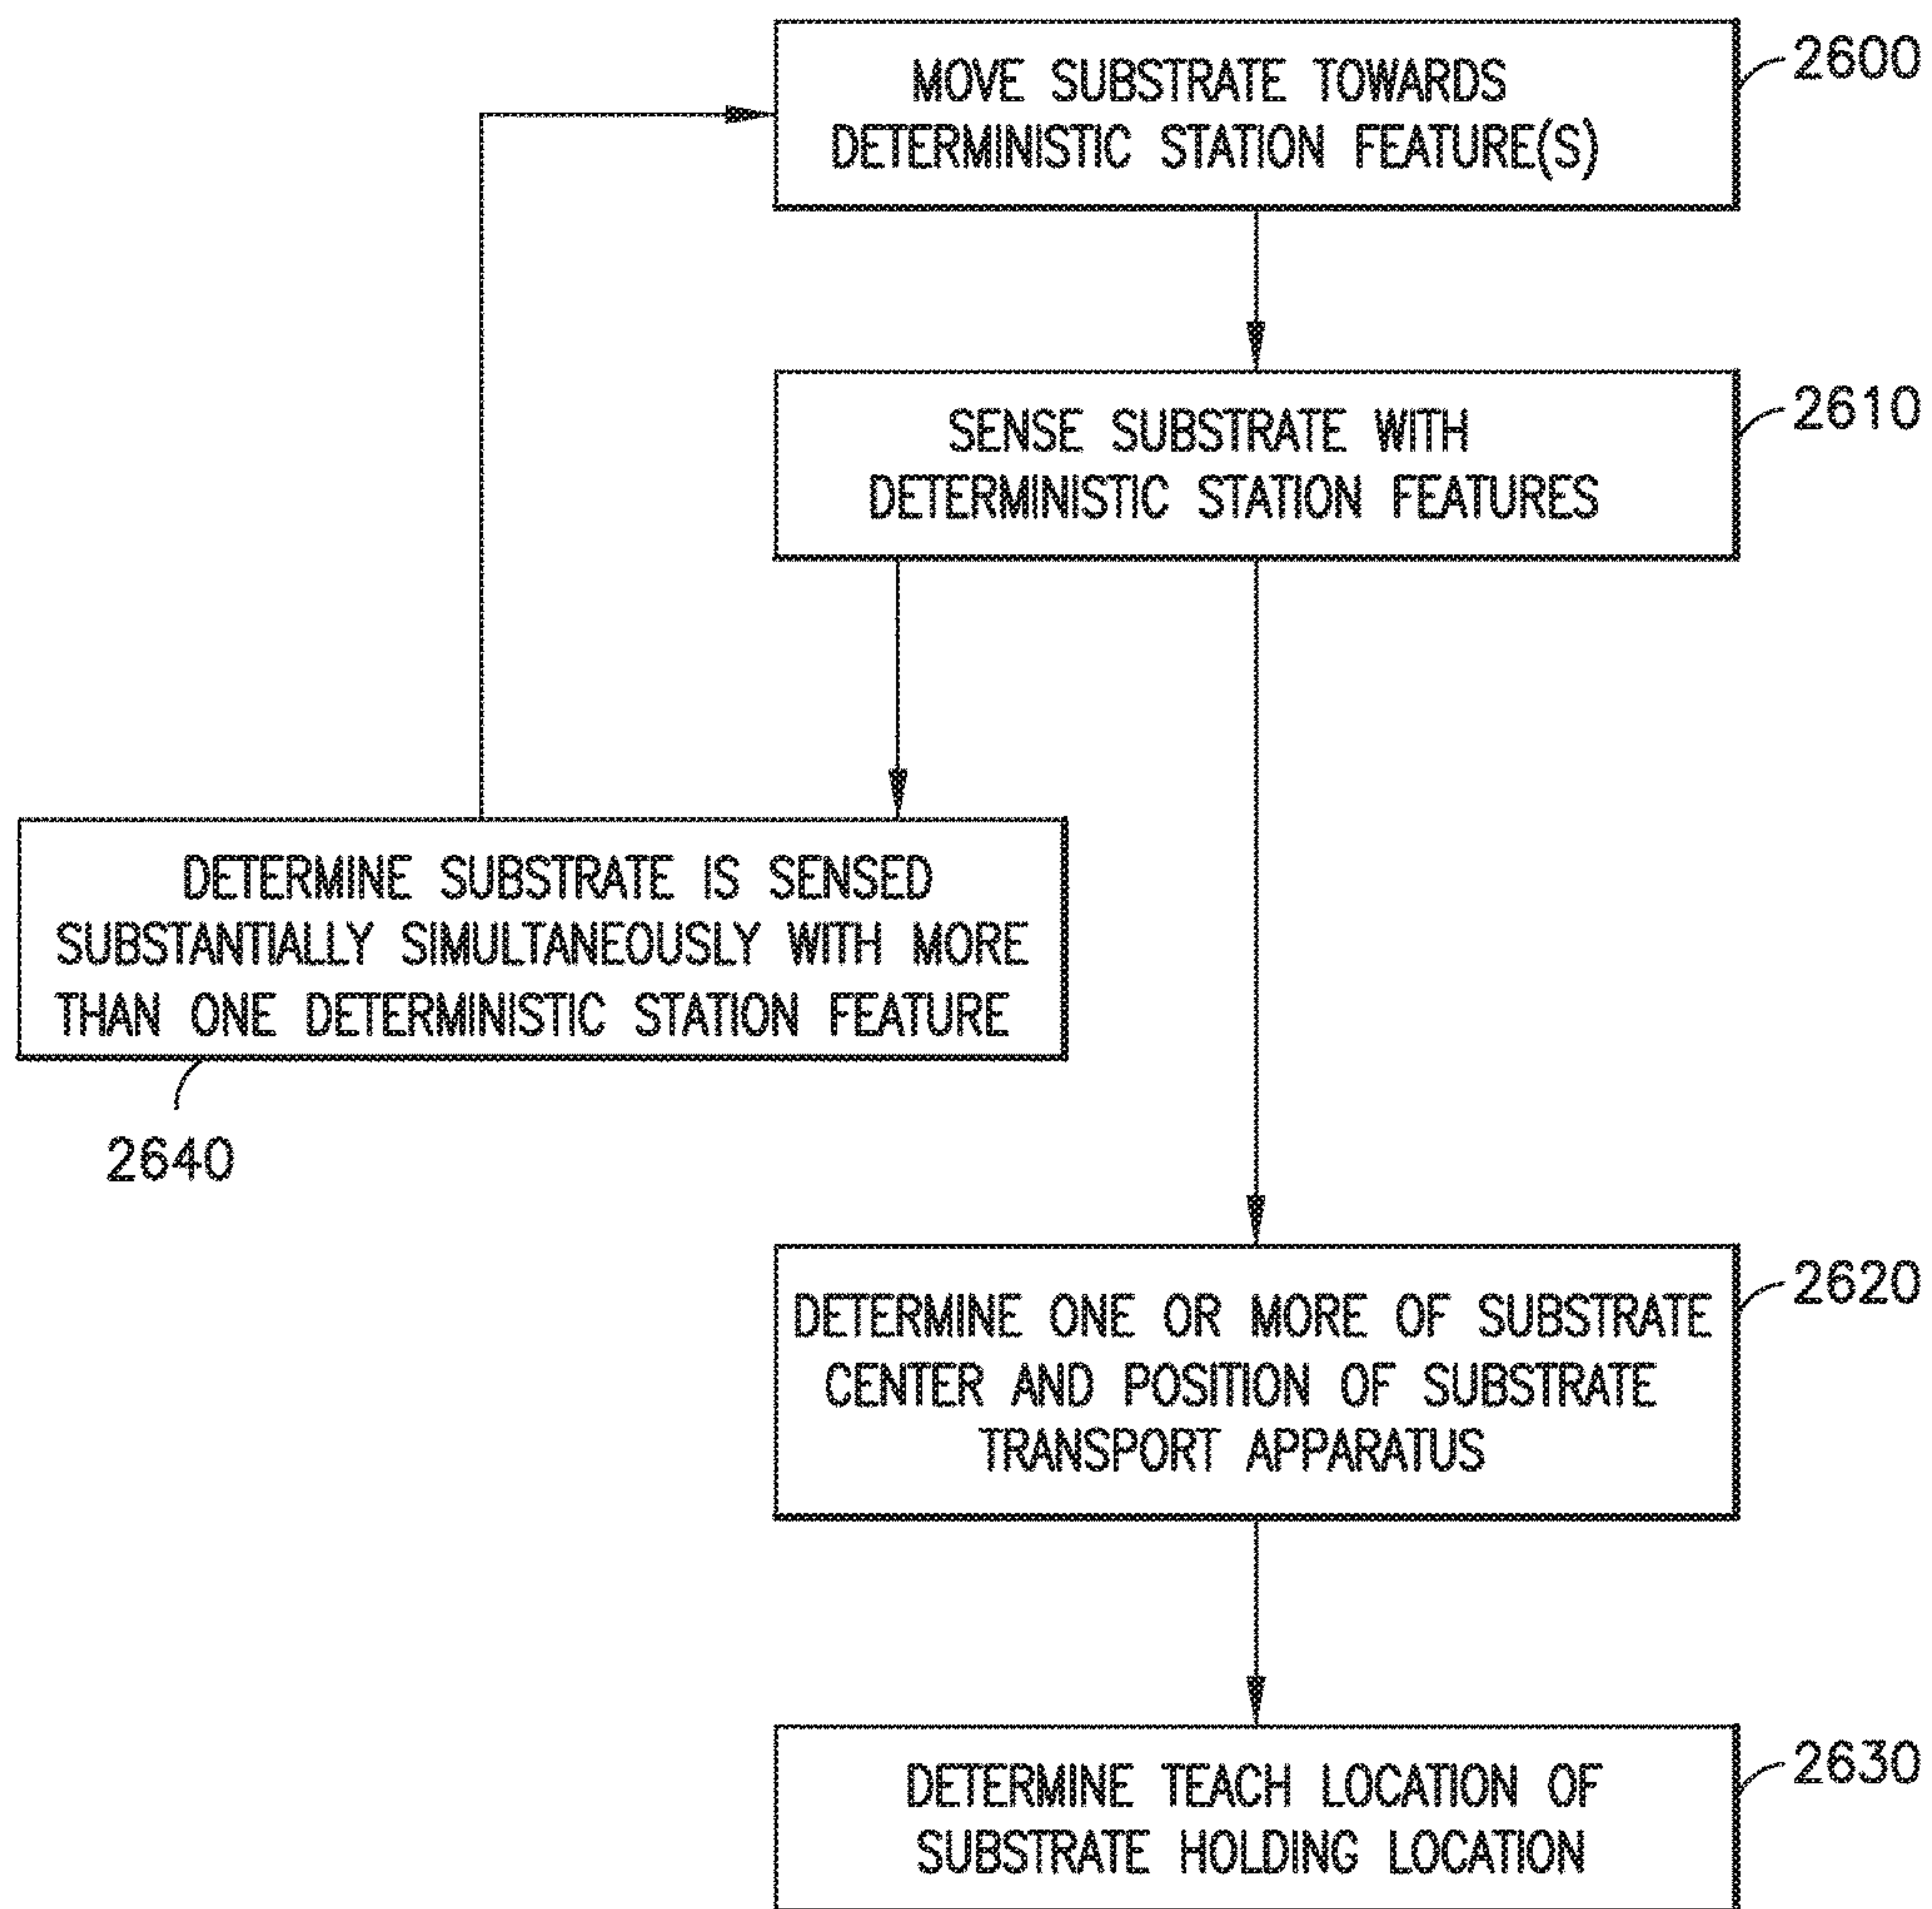 MOVE SUBSTRATE TOWARDS
DETERMINISTIC STATION FEATURE(S)
2600
SENSE SUBSTRATE WITH
DETERMINISTIC STATION FEATURES
2610
DETERMINE SUBSTRATE IS SENSED
SUBSTANTIALLY SIMULTANEOUSLY WITH MORE
THAN ONE DETERMINISTIC STATION FEATURE
2640
DETERMINE ONE OR MORE OF SUBSTRATE
CENTER AND POSITION OF SUBSTRATE
TRANSPORT APPARATUS
2620
DETERMINE TEACH LOCATION OF
SUBSTRATE HOLDING LOCATION
2630